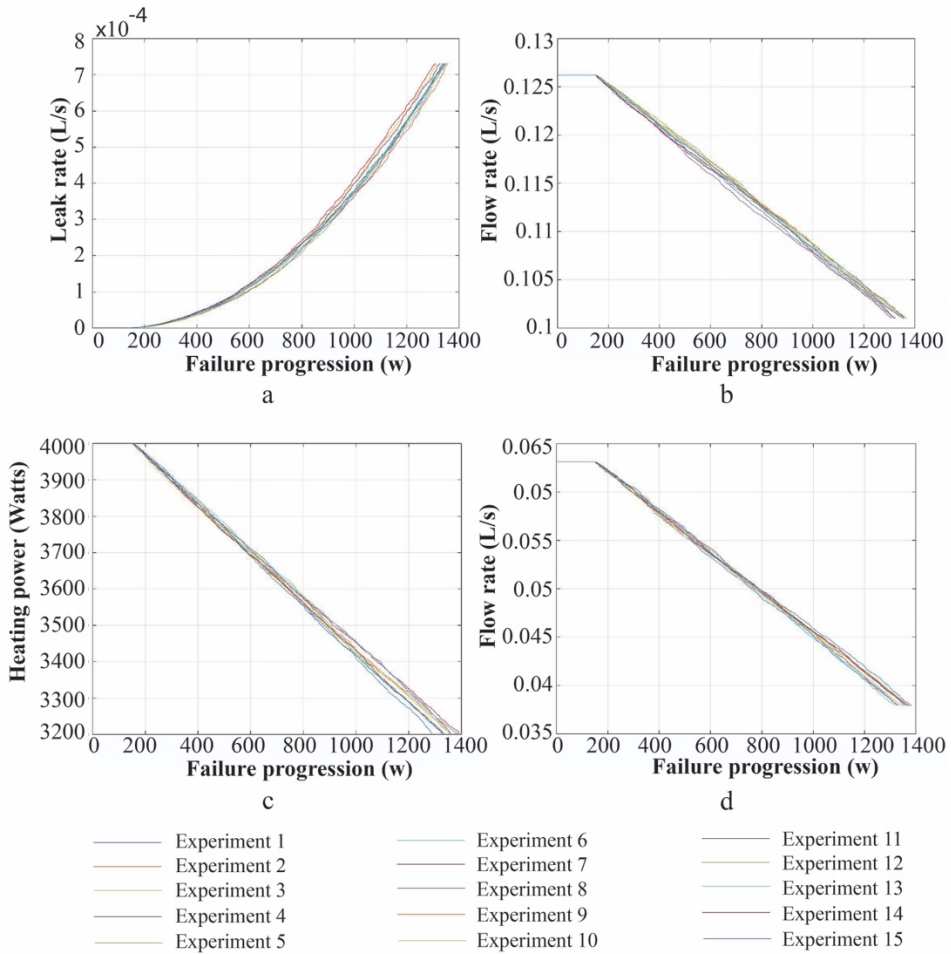 ×10^-4
8
7
6
5
4
3
2
1
0
Leak rate (L/s)
0 200 400 600 800 1000 1200 1400
Failure progression (w)
a
0.13
0.125
0.12
0.115
0.11
0.105
0.1
Flow rate (L/s)
0 200 400 600 800 1000 1200 1400
Failure progression (w)
b
4000
3900
3800
3700
3600
3500
3400
3300
3200
Heating power (Watts)
0 200 400 600 800 1000 1200 1400
Failure progression (w)
c
0.065
0.06
0.055
0.05
0.045
0.04
0.035
Flow rate (L/s)
0 200 400 600 800 1000 1200 1400
Failure progression (w)
d
Experiment 1
Experiment 2
Experiment 3
Experiment 4
Experiment 5
Experiment 6
Experiment 7
Experiment 8
Experiment 9
Experiment 10
Experiment 11
Experiment 12
Experiment 13
Experiment 14
Experiment 15